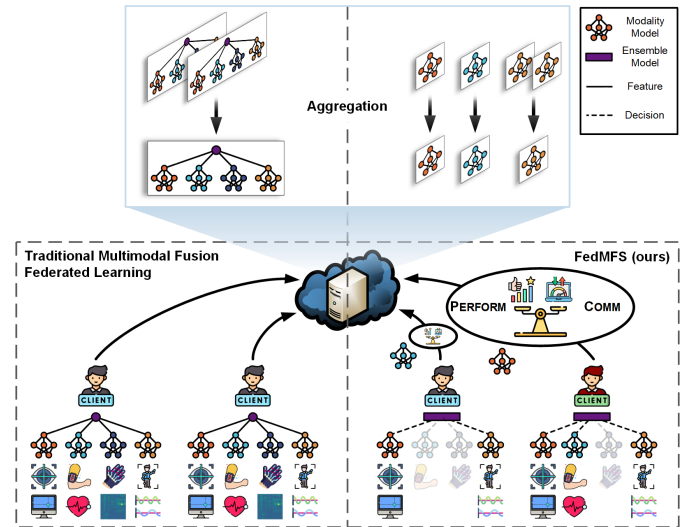 Modality
Model
Ensemble
Model
Feature
Decision
Aggregation
Traditional Multimodal Fusion
Federated Learning
FedMFS (ours)
PERFORM
COMM
CLIENT
CLIENT
CLIENT
CLIENT